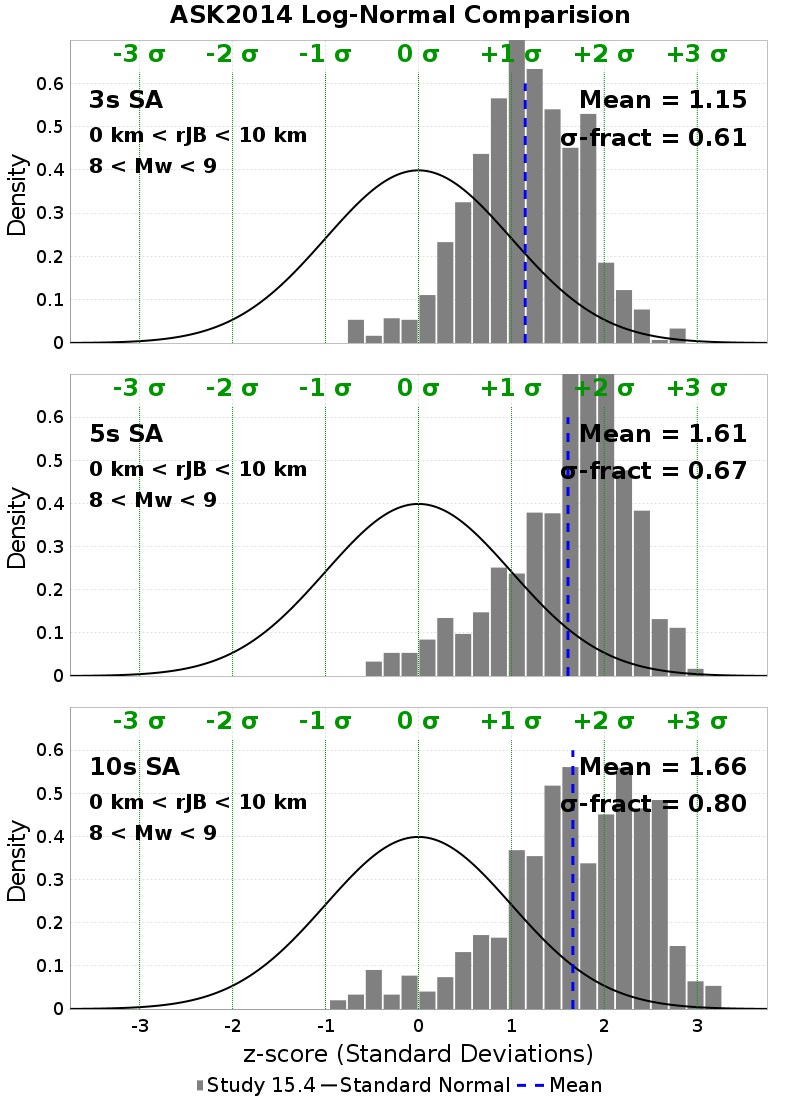 ASK2014 Log-Normal Comparision
-3 σ -2 σ -1 σ 0 σ +1 σ +2 σ +3 σ
3s SA
0 km < rJB < 10 km
8 < Mw < 9
Mean = 1.15
σ-fract = 0.61
Density
0.6
0.5
0.4
0.3
0.2
0.1
0
-3 σ -2 σ -1 σ 0 σ +1 σ +2 σ +3 σ
5s SA
0 km < rJB < 10 km
8 < Mw < 9
Mean = 1.61
σ-fract = 0.67
Density
0.6
0.5
0.4
0.3
0.2
0.1
0
-3 σ -2 σ -1 σ 0 σ +1 σ +2 σ +3 σ
10s SA
0 km < rJB < 10 km
8 < Mw < 9
Mean = 1.66
σ-fract = 0.80
Density
0.6
0.5
0.4
0.3
0.2
0.1
0
-3 -2 -1 0 1 2 3
z-score (Standard Deviations)
Study 15.4 Standard Normal Mean